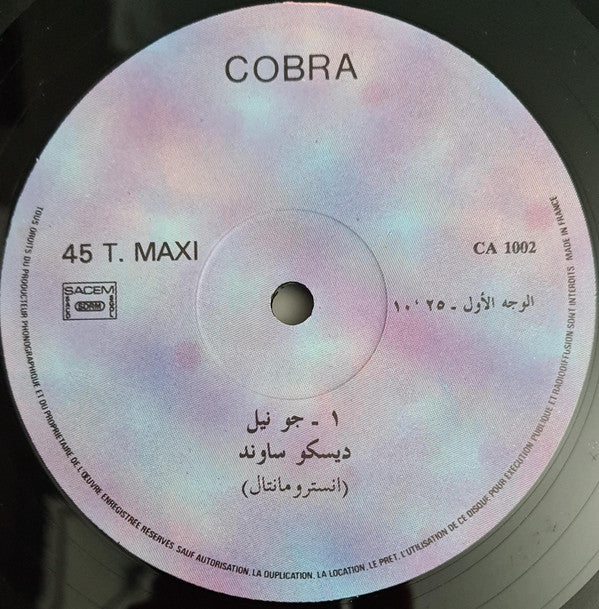 COBRA
45 T. MAXI
CA 1002
SACEM
SDRM
الوجه الأول - ٢٥،١٠
١ - جو نيل
ديسكو ساوند
(انسترومانتال)
TOUS DROITS DU PRODUCTEUR PHONOGRAPHIQUE ET DU PROPRIETAIRE DE L'ŒUVRE ENREGISTREE RESERVES. SAUF AUTORISATION, LA DUPLICATION, LA LOCATION, LE PRET, L'UTILISATION DE CE DISQUE POUR EXECUTION PUBLIQUE ET RADIODIFFUSION SONT INTERDITS MADE IN FRANCE